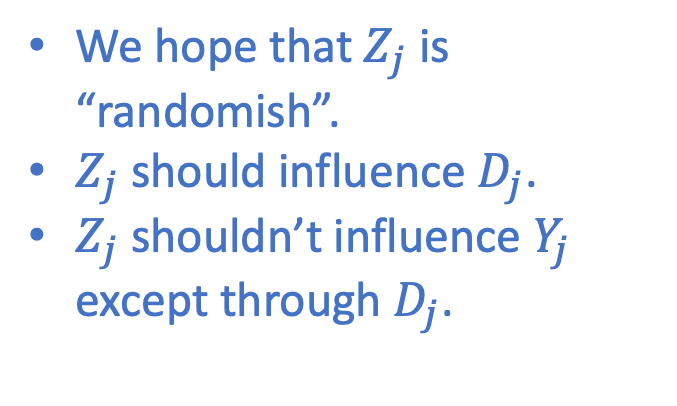 • We hope that Zⱼ is
“randomish”.
• Zⱼ should influence Dⱼ.
• Zⱼ shouldn’t influence Yⱼ
except through Dⱼ.